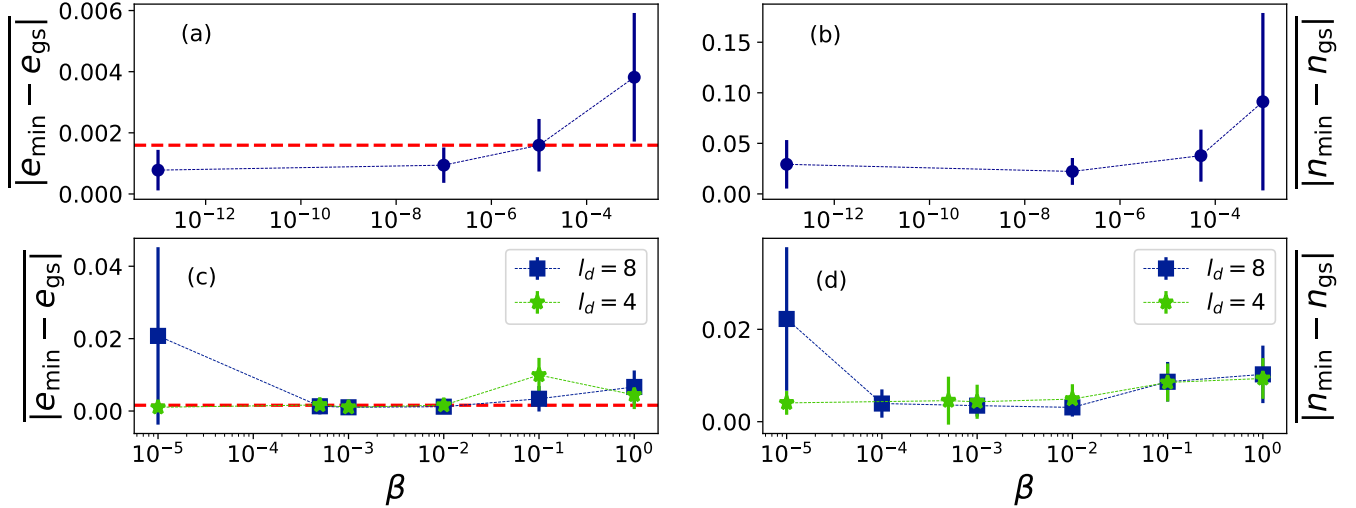 (a)
|e_min − e_gs|
0.006
0.004
0.002
0.000
10^−12
10^−10
10^−8
10^−6
10^−4
(b)
|n_min − n_gs|
0.15
0.10
0.05
0.00
10^−12
10^−10
10^−8
10^−6
10^−4
(c)
|e_min − e_gs|
l_d = 8
l_d = 4
0.04
0.02
0.00
10^−5
10^−4
10^−3
10^−2
10^−1
10^0
β
(d)
|n_min − n_gs|
l_d = 8
l_d = 4
0.02
0.00
10^−5
10^−4
10^−3
10^−2
10^−1
10^0
β